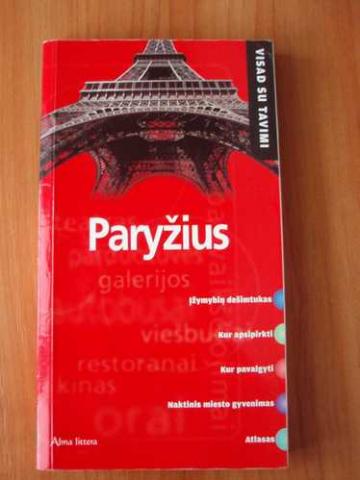 VISAD SU TAVIMI
Paryžius
galerijos
viešbu
restoranai
kinas
orai
Įžymybių dešimtukas
Kur apsipirkti
Kur pavalgyti
Naktinis miesto gyvenimas
Atlasas
Alma littera